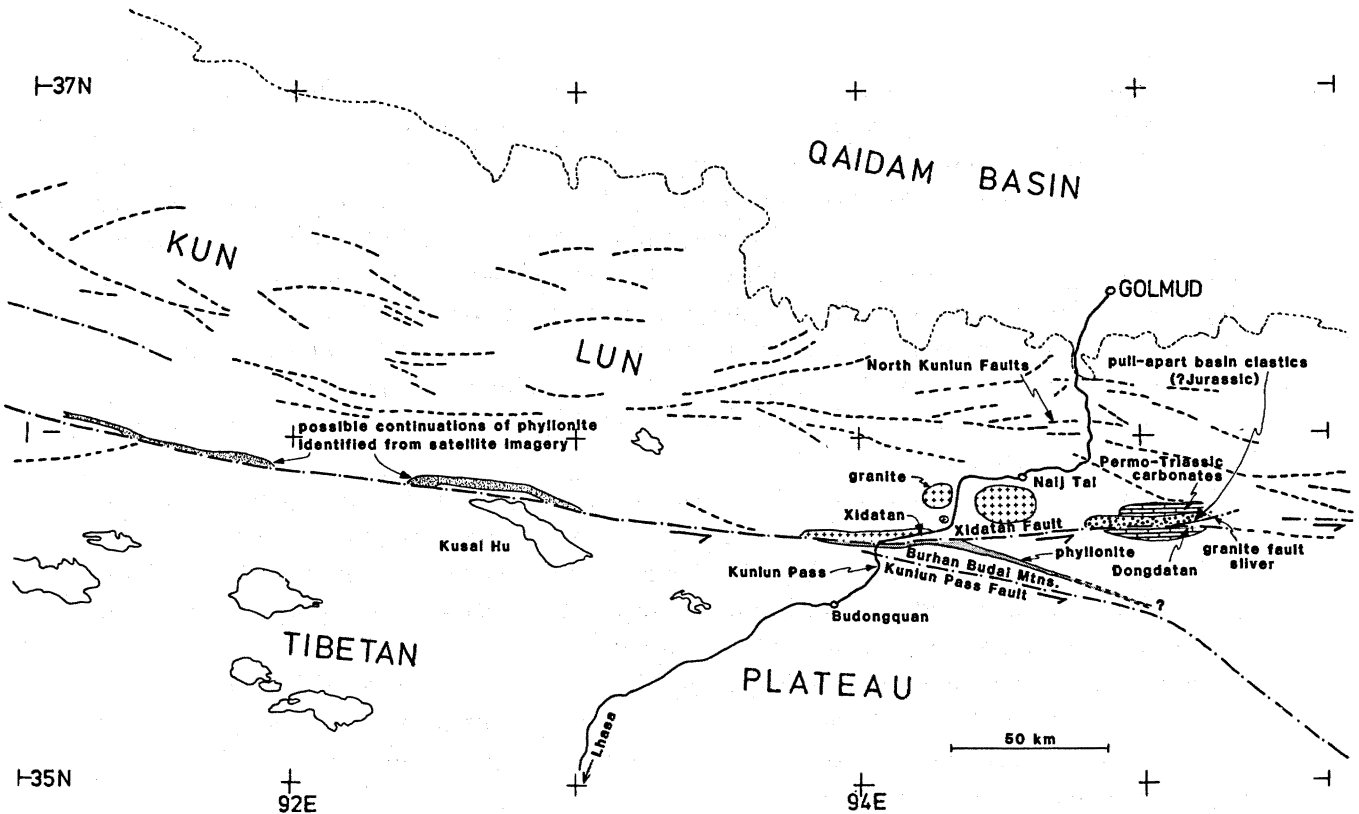 37N
QAIDAM BASIN
KUN
GOLMUD
LUN
North Kunlun Faults
pull-apart basin clastics
(?Jurassic)
possible continuations of phyllonite
identified from satellite imagery
granite
Naij Tal
Permo-Triassic
carbonates
Xidatan
Xidatan Fault
Kusai Hu
phyllonite
granite fault
sliver
Burhan Budai Mtns.
Dongdatan
Kunlun Pass
Kunlun Pass Fault
?
Budongquan
TIBETAN
PLATEAU
Lhasa
50 km
35N
92E
94E